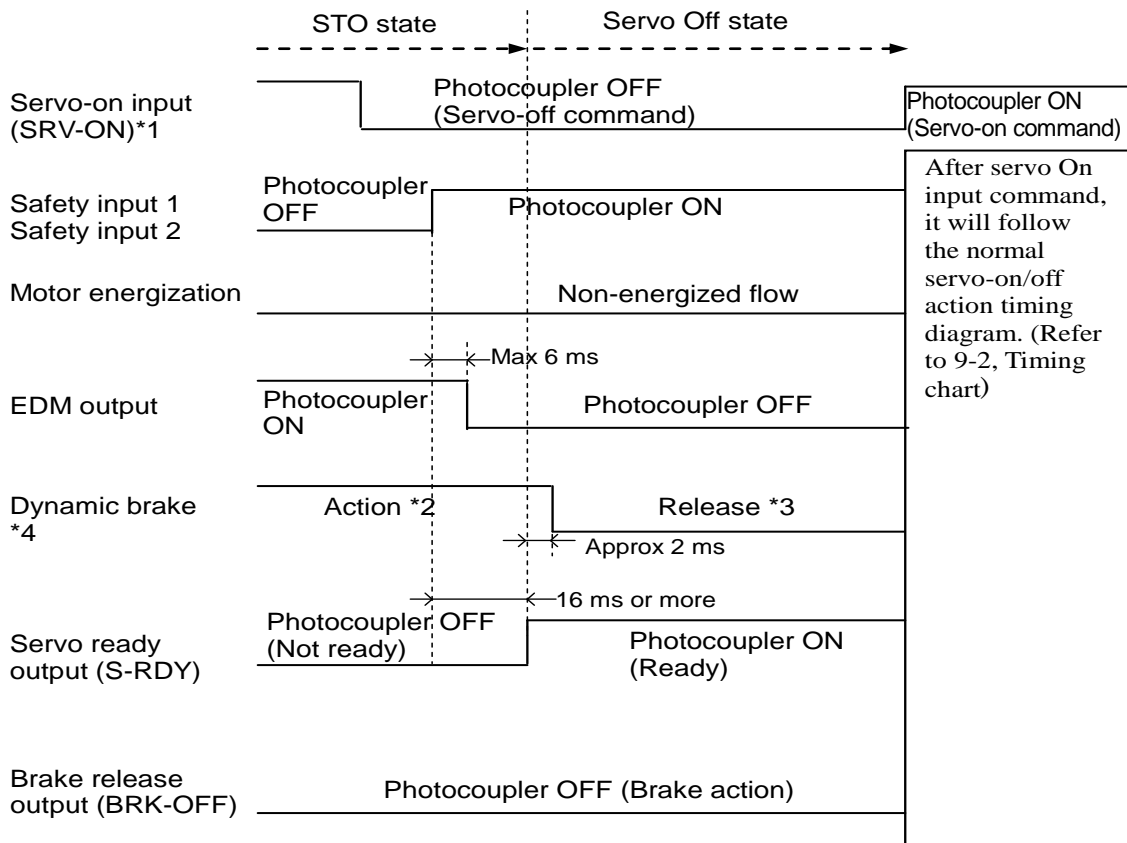 STO state
Servo Off state
Servo-on input
(SRV-ON)*1
Photocoupler OFF
(Servo-off command)
Photocoupler ON
(Servo-on command)
Safety input 1
Safety input 2
Photocoupler
OFF
Photocoupler ON
After servo On
input command,
it will follow
the normal
servo-on/off
action timing
diagram. (Refer
to 9-2, Timing
chart)
Motor energization
Non-energized flow
Max 6 ms
EDM output
Photocoupler
ON
Photocoupler OFF
Dynamic brake
*4
Action *2
Release *3
Approx 2 ms
16 ms or more
Servo ready
output (S-RDY)
Photocoupler OFF
(Not ready)
Photocoupler ON
(Ready)
Brake release
output (BRK-OFF)
Photocoupler OFF (Brake action)